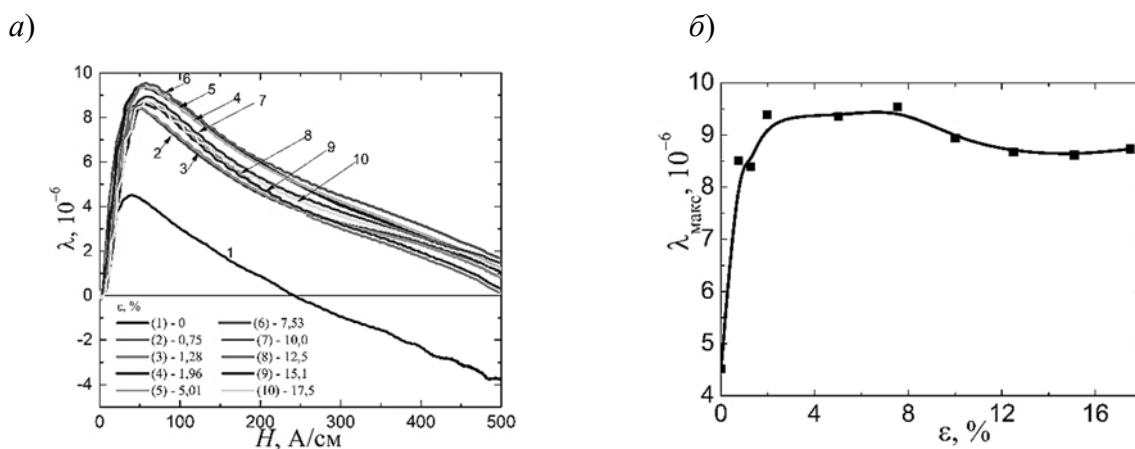 а) б)
10
8
6
4
2
0
-2
-4
λ, 10⁻⁶
6 5 4 7
8
9
10
2
3
1
ε, %
(1) - 0 (6) - 7,53
(2) - 0,75 (7) - 10,0
(3) - 1,28 (8) - 12,5
(4) - 1,96 (9) - 15,1
(5) - 5,01 (10) - 17,5
0 100 200 300 400 500
H, А/см
10
9
8
7
6
5
4
λмакс, 10⁻⁶
0 4 8 12 16
ε, %